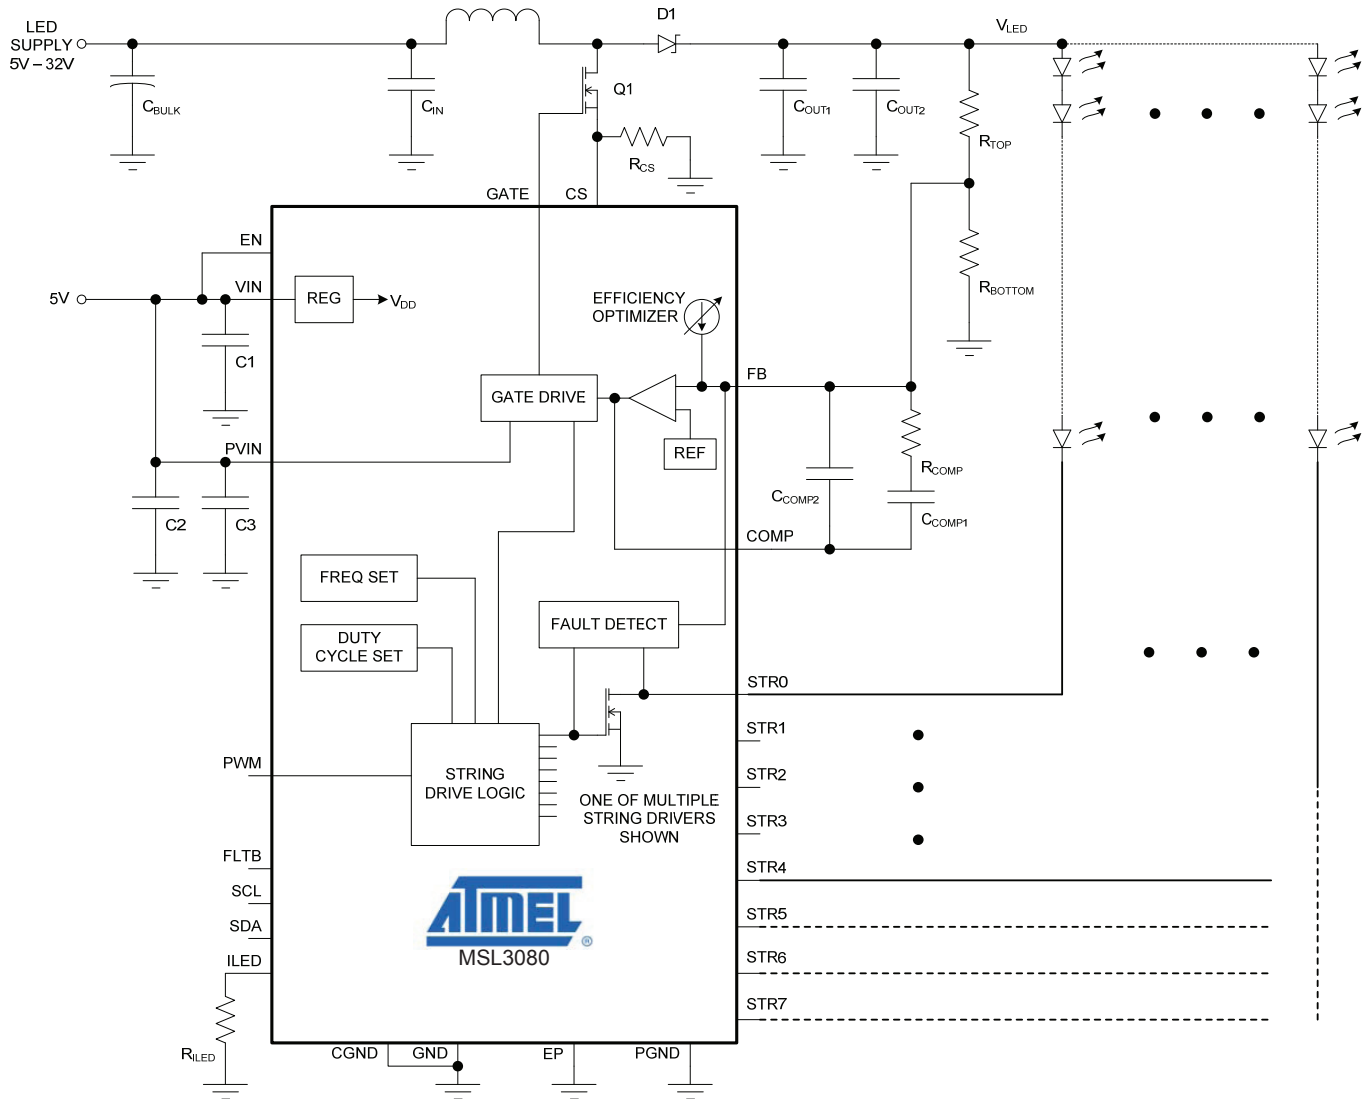 LED
SUPPLY
5V – 32V
D1
VLED
CBULK
CIN
Q1
COUT1
COUT2
RTOP
RCS
GATE
CS
EN
VIN
5V
REG
VDD
EFFICIENCY
OPTIMIZER
RBOTTOM
C1
FB
GATE DRIVE
PVIN
REF
RCOMP
CCOMP2
CCOMP1
C2
C3
COMP
FREQ SET
DUTY
CYCLE SET
FAULT DETECT
STR0
STR1
PWM
STRING
DRIVE LOGIC
STR2
ONE OF MULTIPLE
STRING DRIVERS
SHOWN
STR3
FLTB
STR4
SCL
ATMEL
®
STR5
SDA
MSL3080
STR6
ILED
STR7
RILED
CGND
GND
EP
PGND